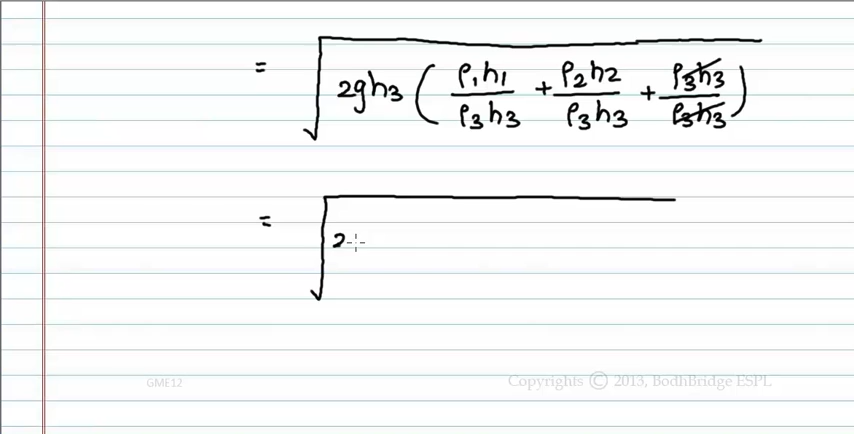 = √(2gh₃ (ρ₁h₁/ρ₃h₃ + ρ₂h₂/ρ₃h₃ + ρ₃h₃/ρ₃h₃))
= √(2
GME12 Copyrights © 2013, BodhBridge ESPL